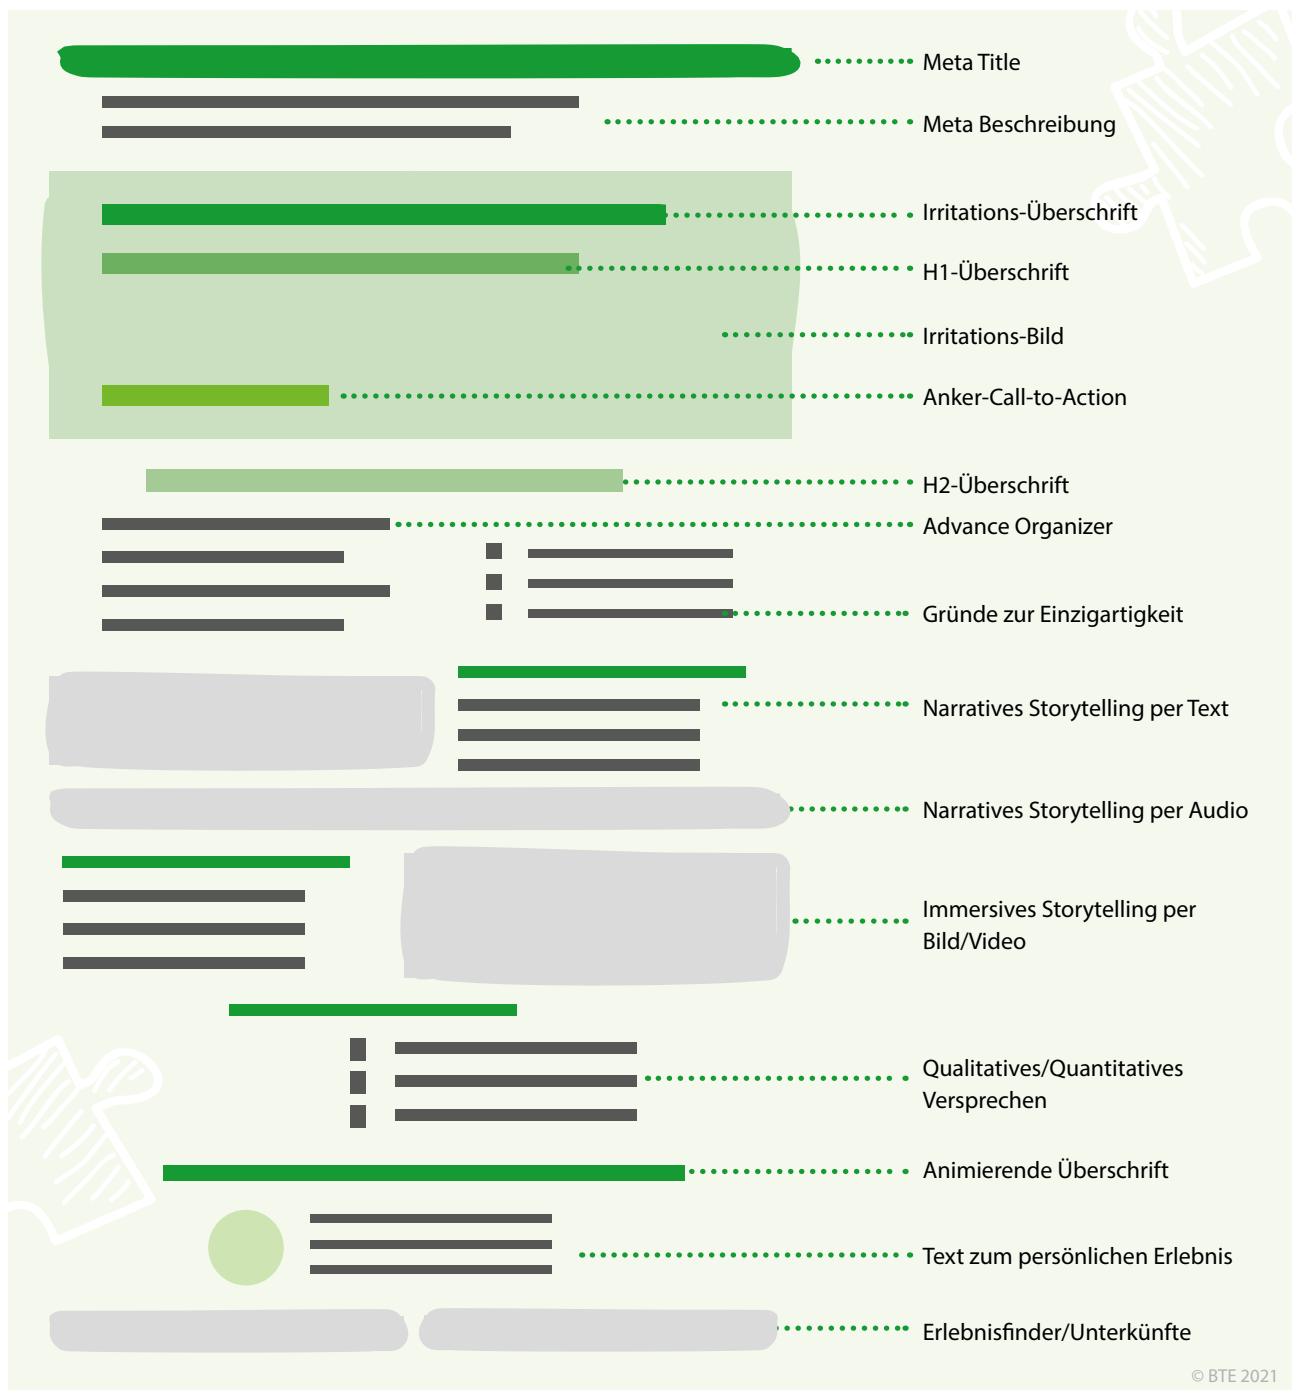 Meta Title
Meta Beschreibung
Irritations-Überschrift
H1-Überschrift
Irritations-Bild
Anker-Call-to-Action
H2-Überschrift
Advance Organizer
Gründe zur Einzigartigkeit
Narratives Storytelling per Text
Narratives Storytelling per Audio
Immersives Storytelling per
Bild/Video
Qualitatives/Quantitatives
Versprechen
Animierende Überschrift
Text zum persönlichen Erlebnis
Erlebnisfinder/Unterkünfte
© BTE 2021